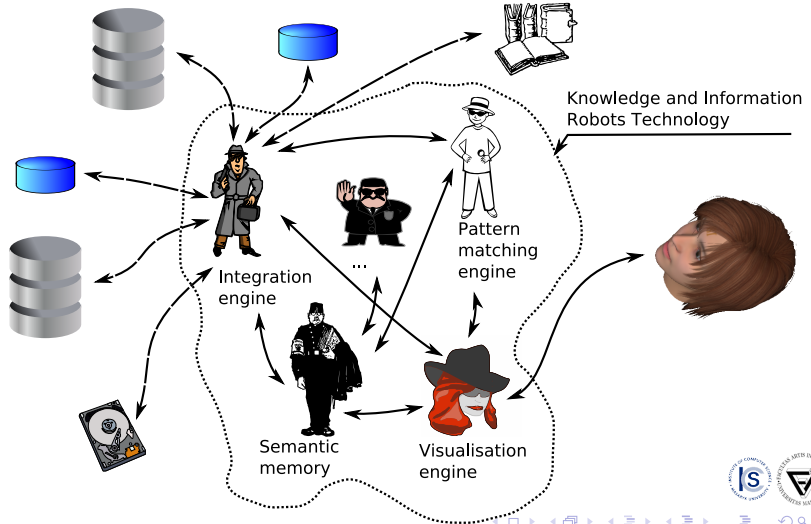 Knowledge and Information
Robots Technology
Pattern
matching
engine
...
Integration
engine
Semantic
memory
Visualisation
engine